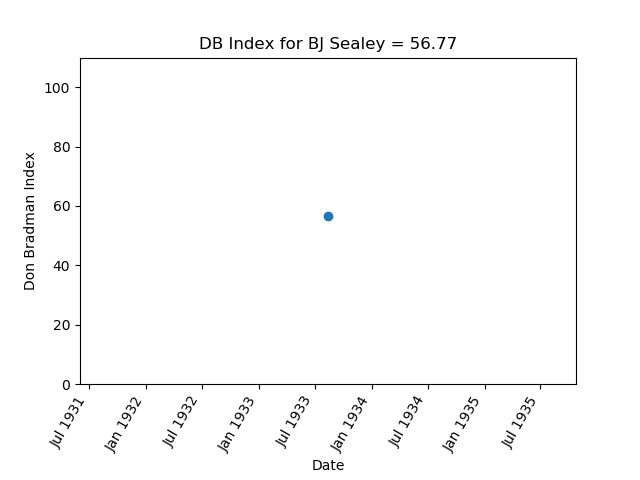 DB Index for BJ Sealey = 56.77
Don Bradman Index
100
80
60
40
20
0
Jul 1931
Jan 1932
Jul 1932
Jan 1933
Jul 1933
Jan 1934
Jul 1934
Jan 1935
Jul 1935
Date